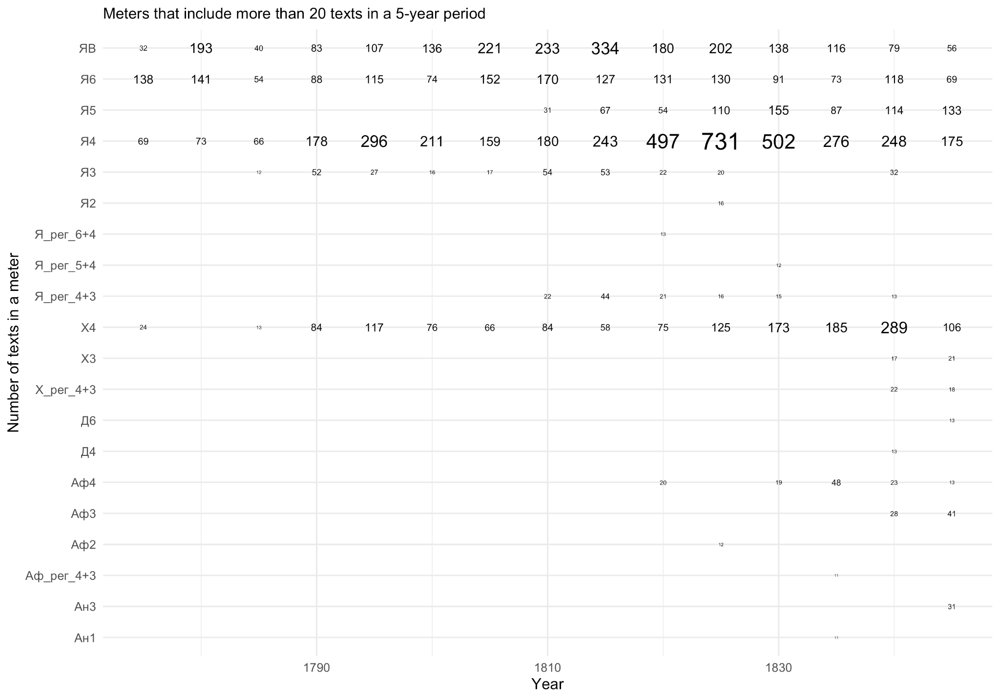 Meters that include more than 20 texts in a 5-year period
ЯВ 32 193 40 83 107 136 221 233 334 180 202 138 116 79 56
Я6 138 141 54 88 115 74 152 170 127 131 130 91 73 118 69
Я5 31 67 54 110 155 87 114 133
Я4 69 73 66 178 296 211 159 180 243 497 731 502 276 248 175
Я3 12 52 27 16 17 54 53 22 20 32
Я2 16
Я_рег_6+4 13
Я_рег_5+4 12
Я_рег_4+3 22 44 21 16 15 13
Х4 24 13 84 117 76 66 84 58 75 125 173 185 289 106
Х3 17 21
Х_рег_4+3 22 18
Д6 13
Д4 13
Аф4 20 19 48 23 13
Аф3 28 41
Аф2 12
Аф_рег_4+3 11
Ан3 31
Ан1 11
1790 1810 1830
Year
Number of texts in a meter